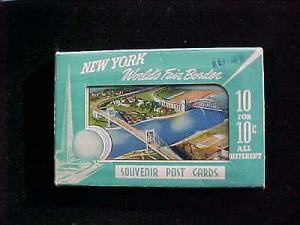 NEW YORK
World's Fair Border
10
FOR
10¢
ALL
DIFFERENT
SOUVENIR POST CARDS